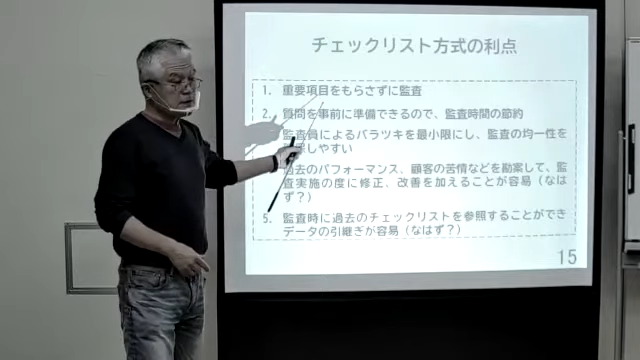 チェックリスト方式の利点
1. 重要項目をもらさずに監査
2. 質問を事前に準備できるので、監査時間の節約
監査員によるバラツキを最小限にし、監査の均一性を
しやすい
過去のパフォーマンス、顧客の苦情などを勘案して、監
査実施の度に修正、改善を加えることが容易（なは
ず？）
5. 監査時に過去のチェックリストを参照することができ
データの引継ぎが容易（なはず？）
15